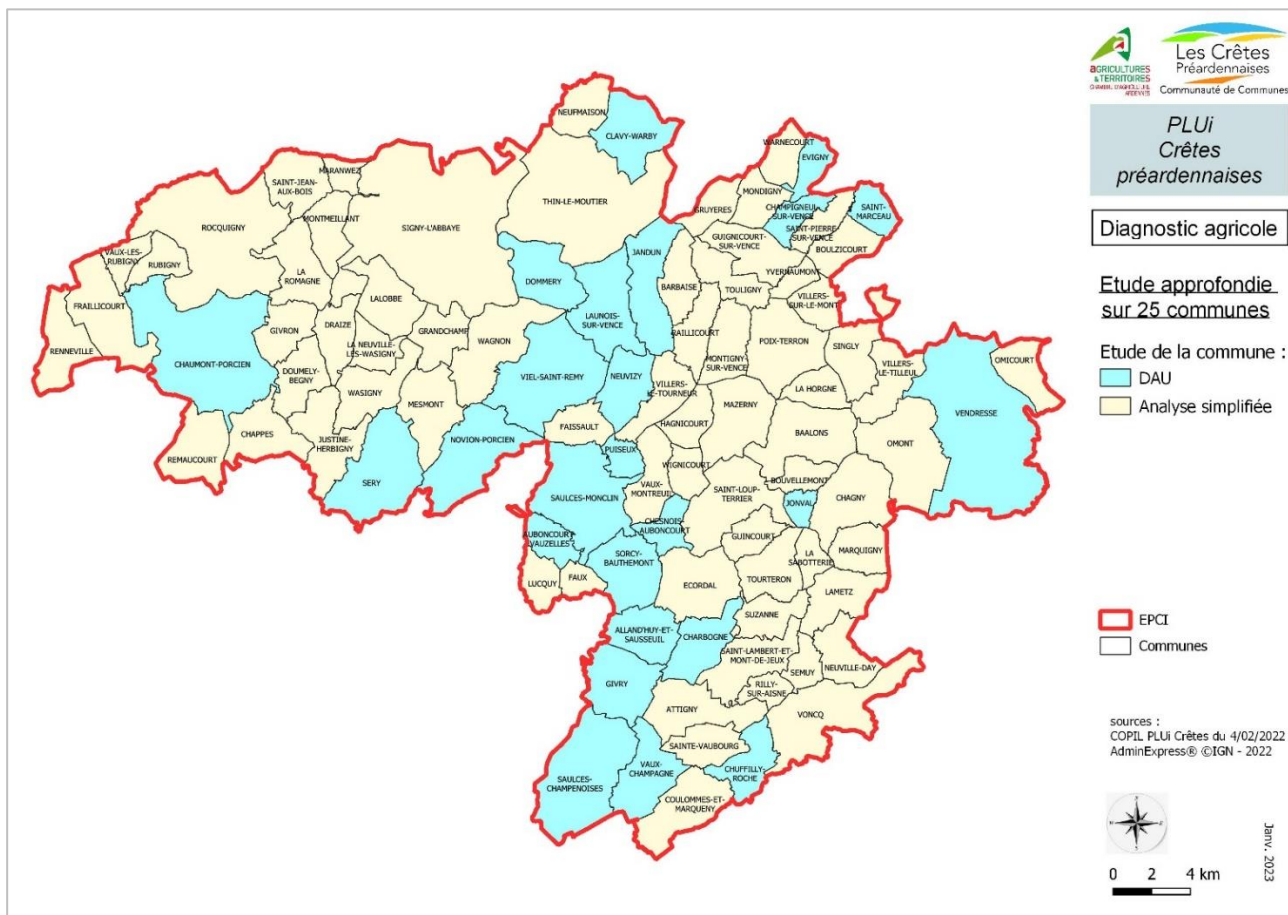 NEUFMAISON
CLAVY-WARBY
WARNECOURT
EVIGNY
MARANWEZ
SAINT-JEAN-
AUX-BOIS
THIN-LE-MOUTIER
MONDIGNY
GRUYERES
CHAMPIGNEUL-
SUR-VENCE
SAINT-
MARCEAU
MONTMEILLANT
ROCQUIGNY
SIGNY-L'ABBAYE
SAINT-PIERRE-
SUR-VENCE
GUIGNICOURT-
SUR-VENCE
BOULZICOURT
JANDUN
VAUX-LES-
RUBIGNY
RUBIGNY
LA
ROMAGNE
DOMMERY
BARBAISE
YVERNAUMONT
TOULIGNY
VILLERS-
SUR-LE-MONT
LALOBBE
FRAILLICOURT
LAUNOIS-
SUR-VENCE
RAILLICOURT
GIVRON
DRAIZE
GRANDCHAMP
WAGNON
POIX-TERRON
SINGLY
RENNEVILLE
LA NEUVILLE-
LES-WASIGNY
CHAUMONT-PORCIEN
MONTIGNY-
SUR-VENCE
VILLERS-
LE-TILLEUL
OMICOURT
DOUMELY-
BEGNY
VIEL-SAINT-REMY
NEUVIZY
VILLERS-
LE-TOURNEUR
LA HORGNE
WASIGNY
MESMONT
MAZERNY
VENDRESSE
FAISSAULT
HAGNICOURT
BAALONS
CHAPPES
JUSTINE-
HERBIGNY
NOVION-PORCIEN
OMONT
REMAUCOURT
PUISEUX
WIGNICOURT
SERY
BOUVELLEMONT
VAUX-
MONTREUIL
SAINT-LOUP-
TERRIER
SAULCES-MONCLIN
JONVAL
CHAGNY
CHESNOIS-
AUBONCOURT
AUBONCOURT-
VAUZELLES
GUINCOURT
SORCY-
BAUTHEMONT
LA
SABOTTERIE
MARQUIGNY
LUCQUY
FAUX
ECORDAL
TOURTERON
LAMETZ
SUZANNE
ALLAND'HUY-ET-
SAUSSEUIL
CHARBOGNE
SAINT-LAMBERT-ET-
MONT-DE-JEUX
SEMUY
NEUVILLE-DAY
GIVRY
RILLY-
SUR-AISNE
ATTIGNY
VONCQ
SAINTE-VAUBOURG
VAUX-
CHAMPAGNE
CHUFFILLY-
ROCHE
SAULCES-
CHAMPENOISES
COULOMMES-ET-
MARQUENY
AGRICULTURES
& TERRITOIRES
CHAMBRE D'AGRICULTURE
ARDENNES
Les Crêtes
Préardennaises
Communauté de Communes
PLUi
Crêtes
préardennaises
Diagnostic agricole
Etude approfondie
sur 25 communes
Etude de la commune :
DAU
Analyse simplifiée
EPCI
Communes
sources :
COPIL PLUi Crêtes du 4/02/2022
AdminExpress® ©IGN - 2022
Janv. 2023
0 2 4 km